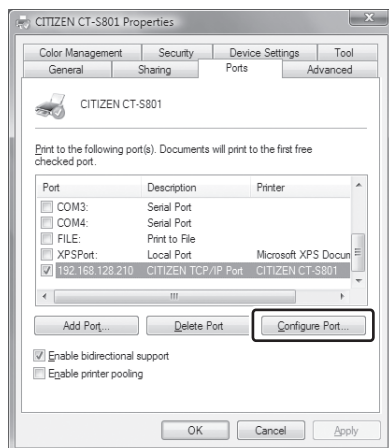 CITIZEN CT-S801 Properties
Color Management Security Device Settings Tool
General Sharing Ports Advanced
CITIZEN CT-S801
Print to the following port(s). Documents will print to the first free
checked port.
Port Description Printer
COM3: Serial Port
COM4: Serial Port
FILE: Print to File
XPSPort: Local Port Microsoft XPS Docum
192.168.128.210 CITIZEN TCP/IP Port CITIZEN CT-S801
Add Port... Delete Port Configure Port...
Enable bidirectional support
Enable printer pooling
OK Cancel Apply